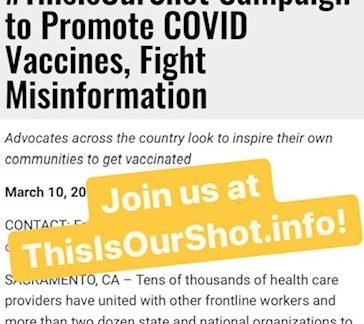 #ThisIsOurShot Campaign
to Promote COVID
Vaccines, Fight
Misinformation
Advocates across the country look to inspire their own
communities to get vaccinated
March 10, 20
Join us at
ThisIsOurShot.info!
CONTACT:
SACRAMENTO, CA – Tens of thousands of health care
providers have united with other frontline workers and
more than two dozen state and national organizations to